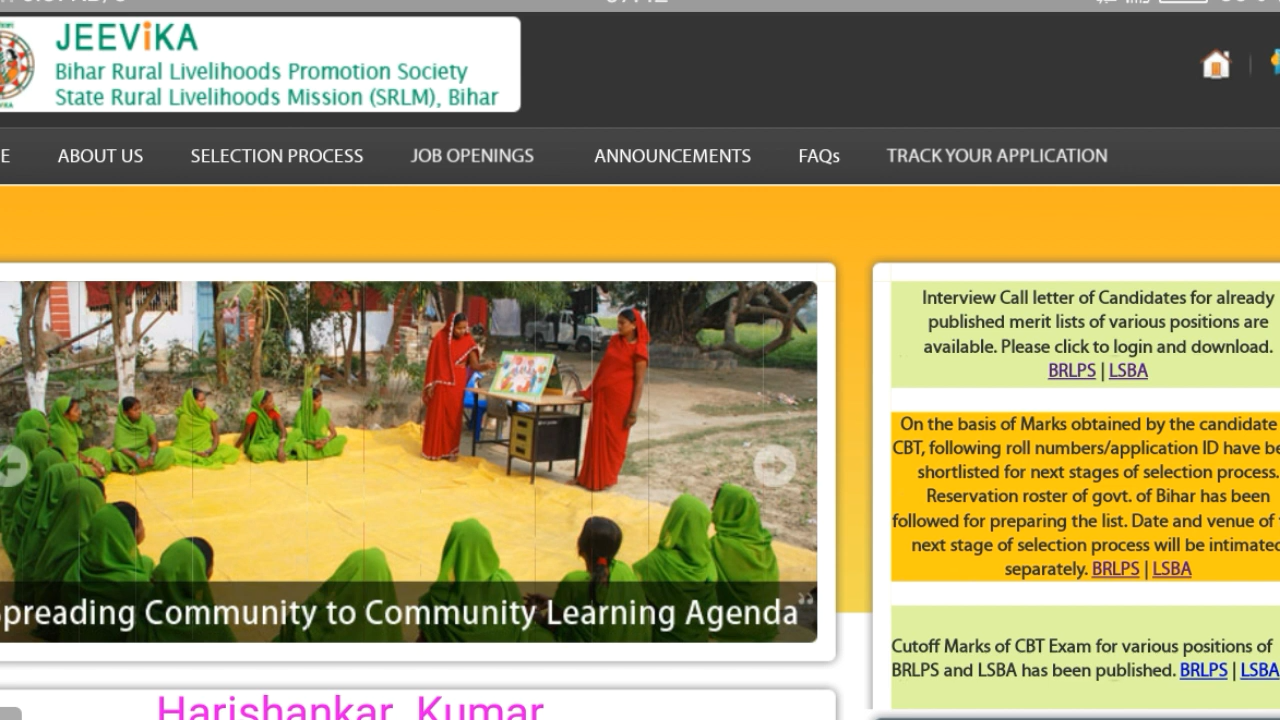 JEEViKA
Bihar Rural Livelihoods Promotion Society
State Rural Livelihoods Mission (SRLM), Bihar
E ABOUT US SELECTION PROCESS JOB OPENINGS ANNOUNCEMENTS FAQs TRACK YOUR APPLICATION
Interview Call letter of Candidates for already
published merit lists of various positions are
available. Please click to login and download.
BRLPS | LSBA
On the basis of Marks obtained by the candidate
CBT, following roll numbers/application ID have be
shortlisted for next stages of selection process.
Reservation roster of govt. of Bihar has been
followed for preparing the list. Date and venue of
next stage of selection process will be intimated
separately. BRLPS | LSBA
preading Community to Community Learning Agenda”
Cutoff Marks of CBT Exam for various positions of
BRLPS and LSBA has been published. BRLPS | LSBA
Harishankar Kumar